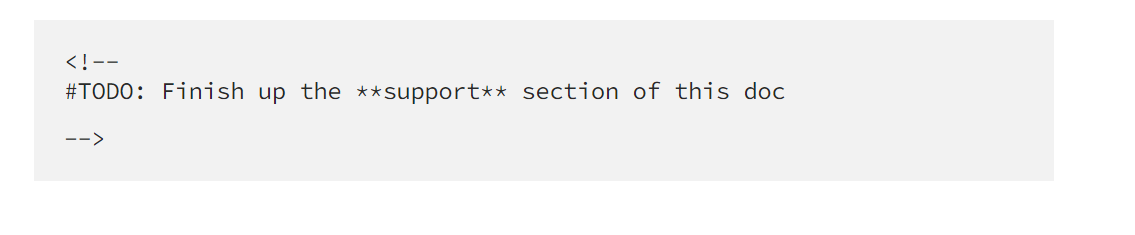 <!--
#TODO: Finish up the **support** section of this doc
-->